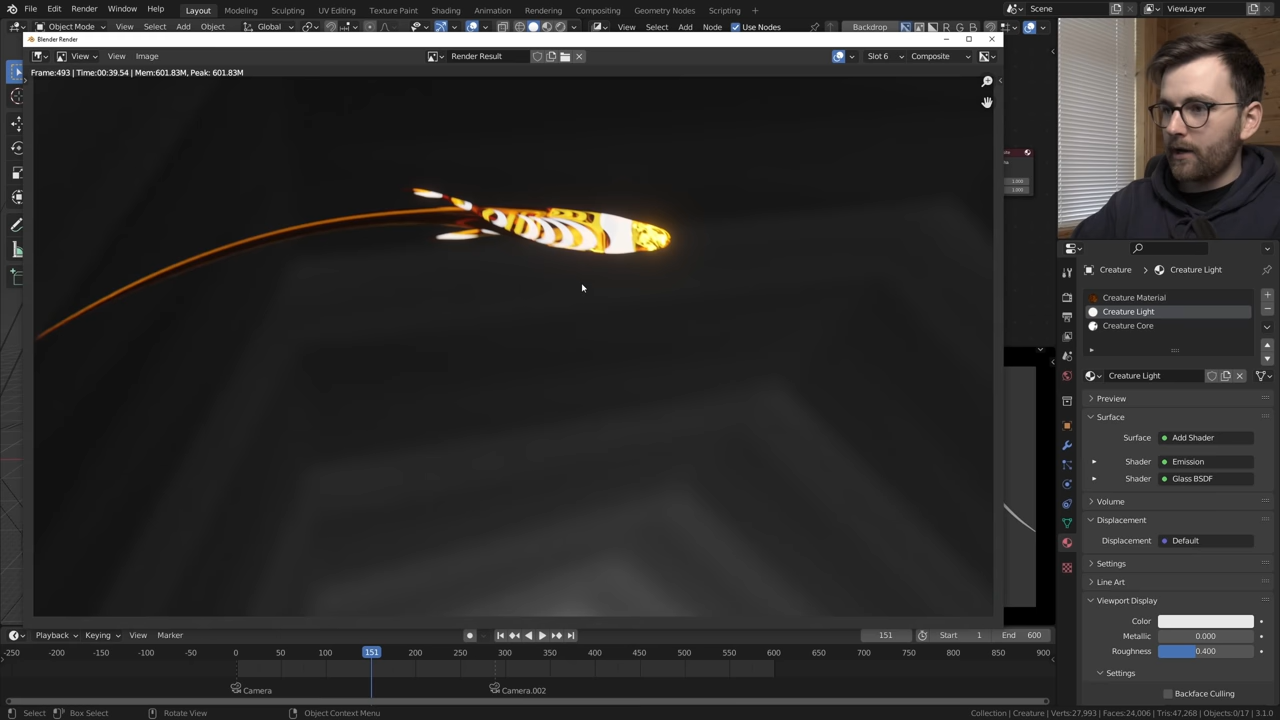 File Edit Render Window Help Layout Modeling Sculpting UV Editing Texture Paint Shading Animation Rendering Compositing Geometry Nodes Scripting Scene ViewLayer
Object Mode View Select Add Object Global View Select Add Node Use Nodes Backdrop R G B
Blender Render
View View Image Render Result Slot 6 Composite
Frame:493 | Time:00:39.54 | Mem:601.83M, Peak: 601.83M
1.000
1.000
Creature Creature Light
Creature Material
Creature Light
Creature Core
Creature Light
Preview
Surface
Surface Add Shader
Shader Emission
Shader Glass BSDF
Volume
Displacement
Displacement Default
Settings
Line Art
Viewport Display
Color
Metallic 0.000
Roughness 0.400
Settings
Backface Culling
Playback Keying View Marker 151 Start 1 End 600
-250 -200 -150 -100 -50 0 50 100 151 200 250 300 350 400 450 500 550 600 650 700 750 800 850 900
Camera Camera.002
Select Box Select Rotate View Object Context Menu Collection | Creature | Verts:27,993 | Faces:24,006 | Tris:47,268 | Objects:0/17 | 3.1.0